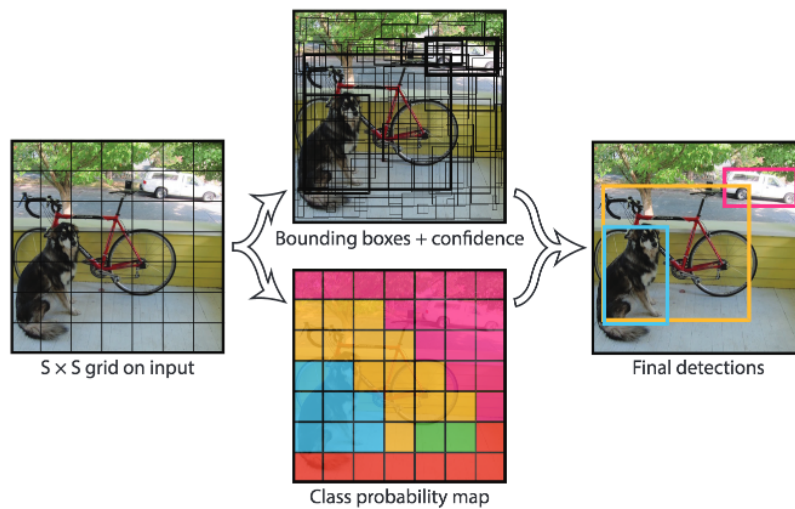 Bounding boxes + confidence
S × S grid on input
Final detections
Class probability map